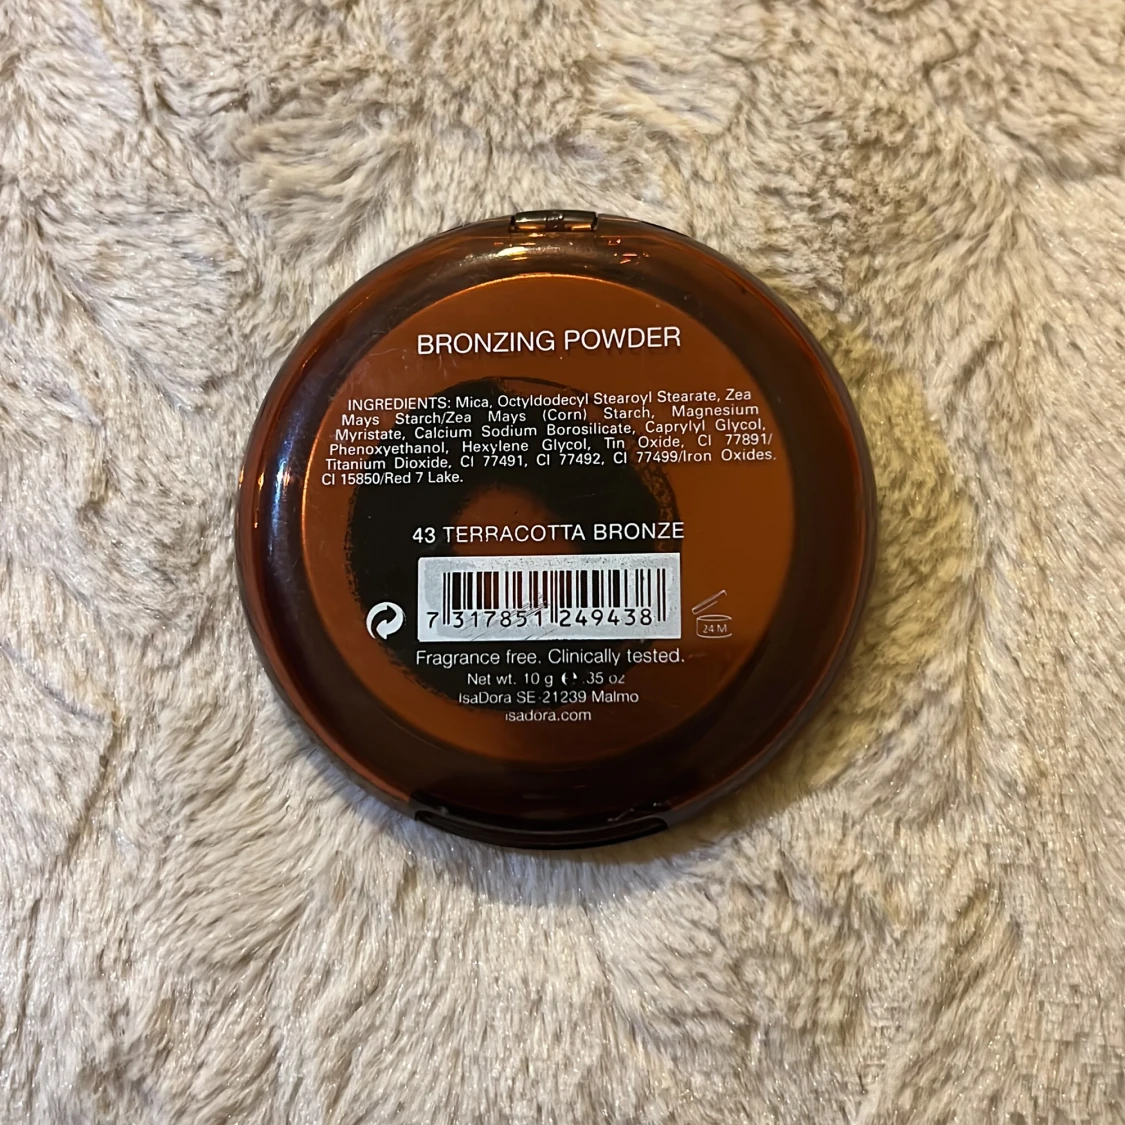 BRONZING POWDER
INGREDIENTS: Mica, Octyldodecyl Stearoyl Stearate, Zea
Mays Starch/Zea Mays (Corn) Starch, Magnesium
Myristate, Calcium Sodium Borosilicate, Caprylyl Glycol,
Phenoxyethanol, Hexylene Glycol, Tin Oxide, CI 77891/
Titanium Dioxide, CI 77491, CI 77492, CI 77499/Iron Oxides.
CI 15850/Red 7 Lake.
43 TERRACOTTA BRONZE
7 317851 249438
24 M
Fragrance free. Clinically tested.
Net wt. 10 g ℮ .35 oz
IsaDora SE-21239 Malmo
isadora.com